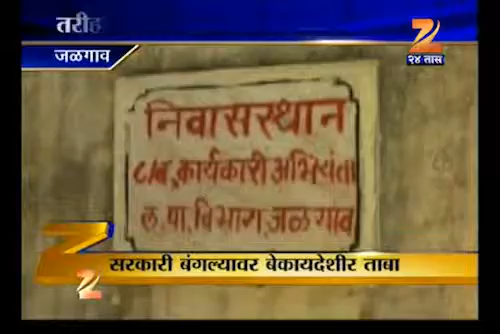 तरीह
जळगाव
२४ तास
निवासस्थान
C/ब, कार्यकारी अभियंता
ल. पा. विभाग, जळगाव
सरकारी बंगल्यावर बेकायदेशीर ताबा